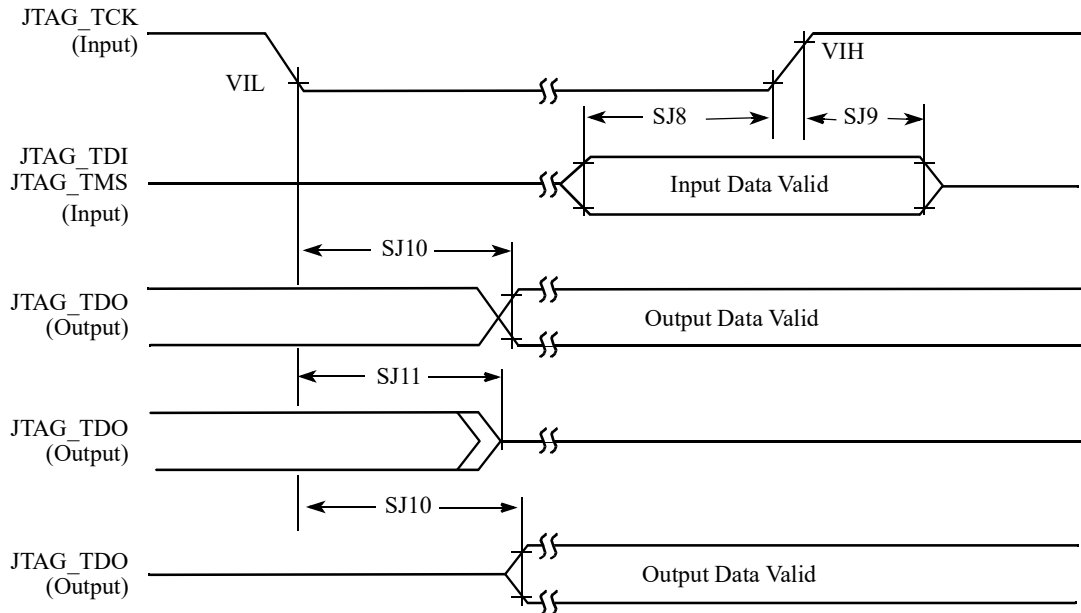 JTAG_TCK
(Input)
VIL
VIH
SJ8
SJ9
JTAG_TDI
JTAG_TMS
(Input)
Input Data Valid
SJ10
JTAG_TDO
(Output)
Output Data Valid
SJ11
JTAG_TDO
(Output)
SJ10
JTAG_TDO
(Output)
Output Data Valid